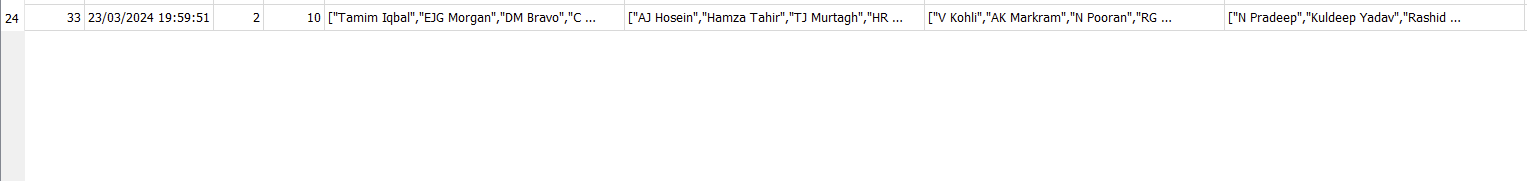 24 33 23/03/2024 19:59:51 2 10 ["Tamim Iqbal","EJG Morgan","DM Bravo","C ... ["AJ Hosein","Hamza Tahir","TJ Murtagh","HR ... ["V Kohli","AK Markram","N Pooran","RG ... ["N Pradeep","Kuldeep Yadav","Rashid ...